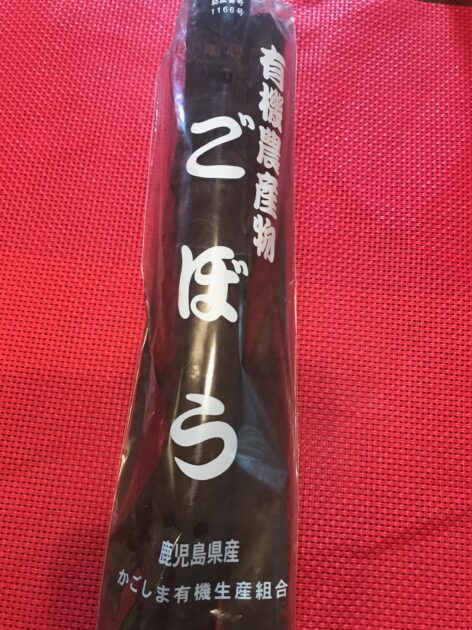 1166号
有機農産物
ごぼう
鹿児島県産
かごしま有機生産組合